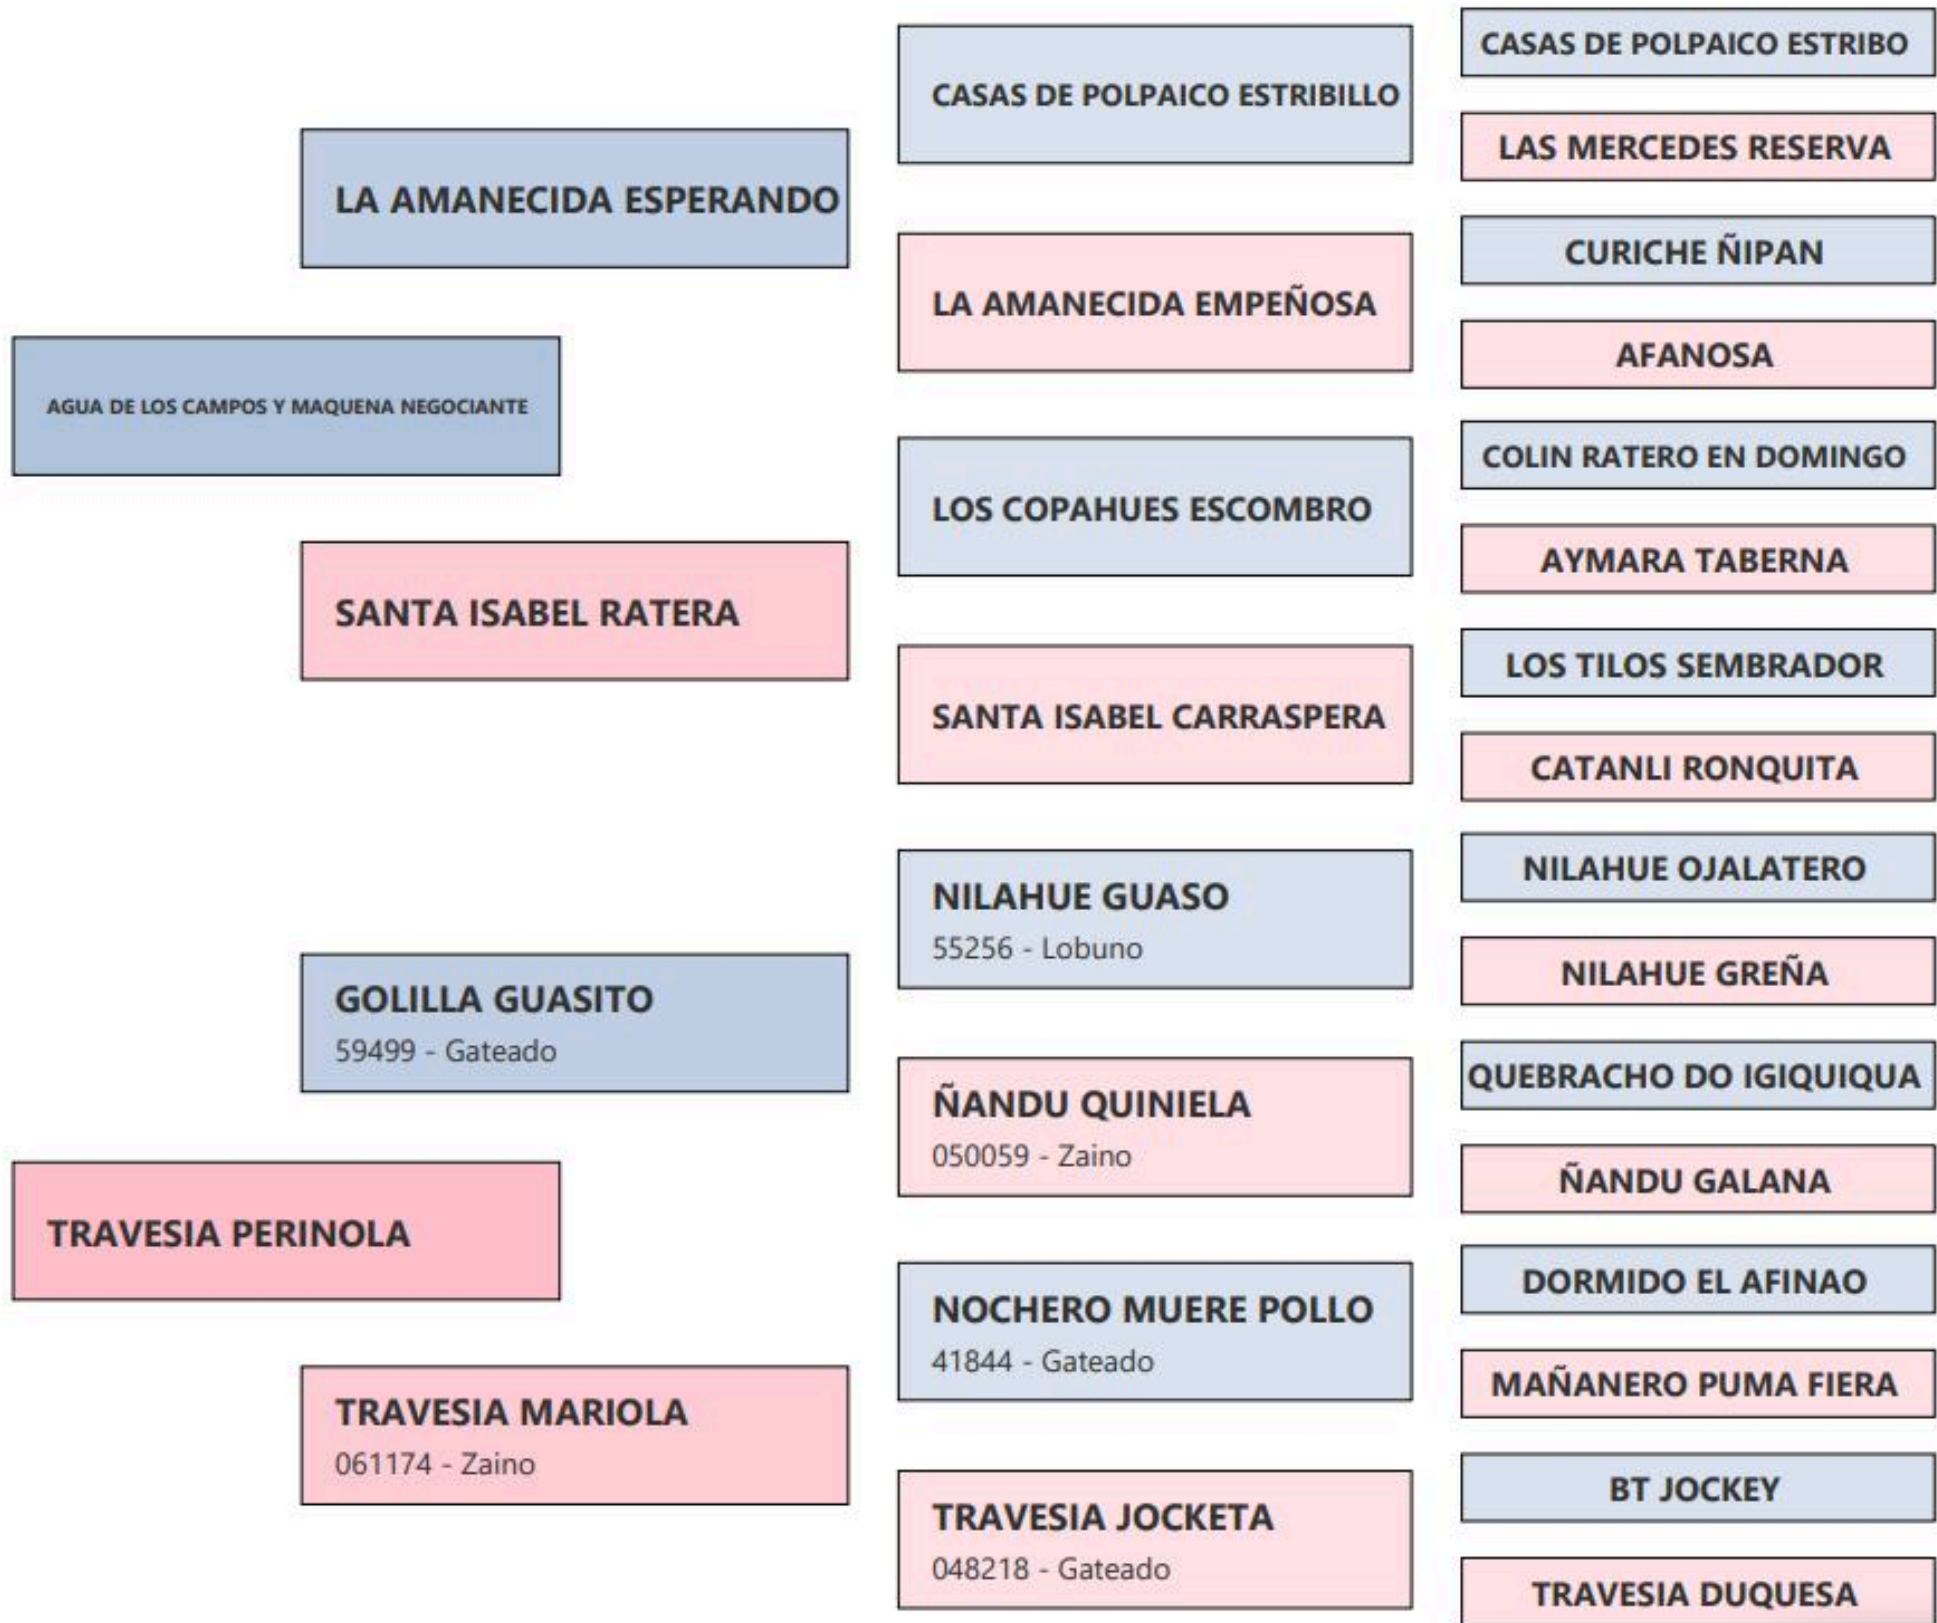 CASAS DE POLPAICO ESTRIBO
CASAS DE POLPAICO ESTRIBILLO
LAS MERCEDES RESERVA
LA AMANECIDA ESPERANDO
CURICHE ÑIPAN
LA AMANECIDA EMPEÑOSA
AFANOSA
AGUA DE LOS CAMPOS Y MAQUENA NEGOCIANTE
COLIN RATERO EN DOMINGO
LOS COPAHUES ESCOMBRO
AYMARA TABERNA
SANTA ISABEL RATERA
LOS TILOS SEMBRADOR
SANTA ISABEL CARRASPERA
CATANLI RONQUITA
NILAHUE OJALATERO
NILAHUE GUASO
55256 - Lobuno
NILAHUE GREÑA
GOLILLA GUASITO
59499 - Gateado
QUEBRACHO DO IGIQUIQUA
ÑANDU QUINIELA
050059 - Zaino
ÑANDU GALANA
TRAVESIA PERINOLA
DORMIDO EL AFINAO
NOCHERO MUERE POLLO
41844 - Gateado
MAÑANERO PUMA FIERA
TRAVESIA MARIOLA
061174 - Zaino
BT JOCKEY
TRAVESIA JOCKETA
048218 - Gateado
TRAVESIA DUQUESA